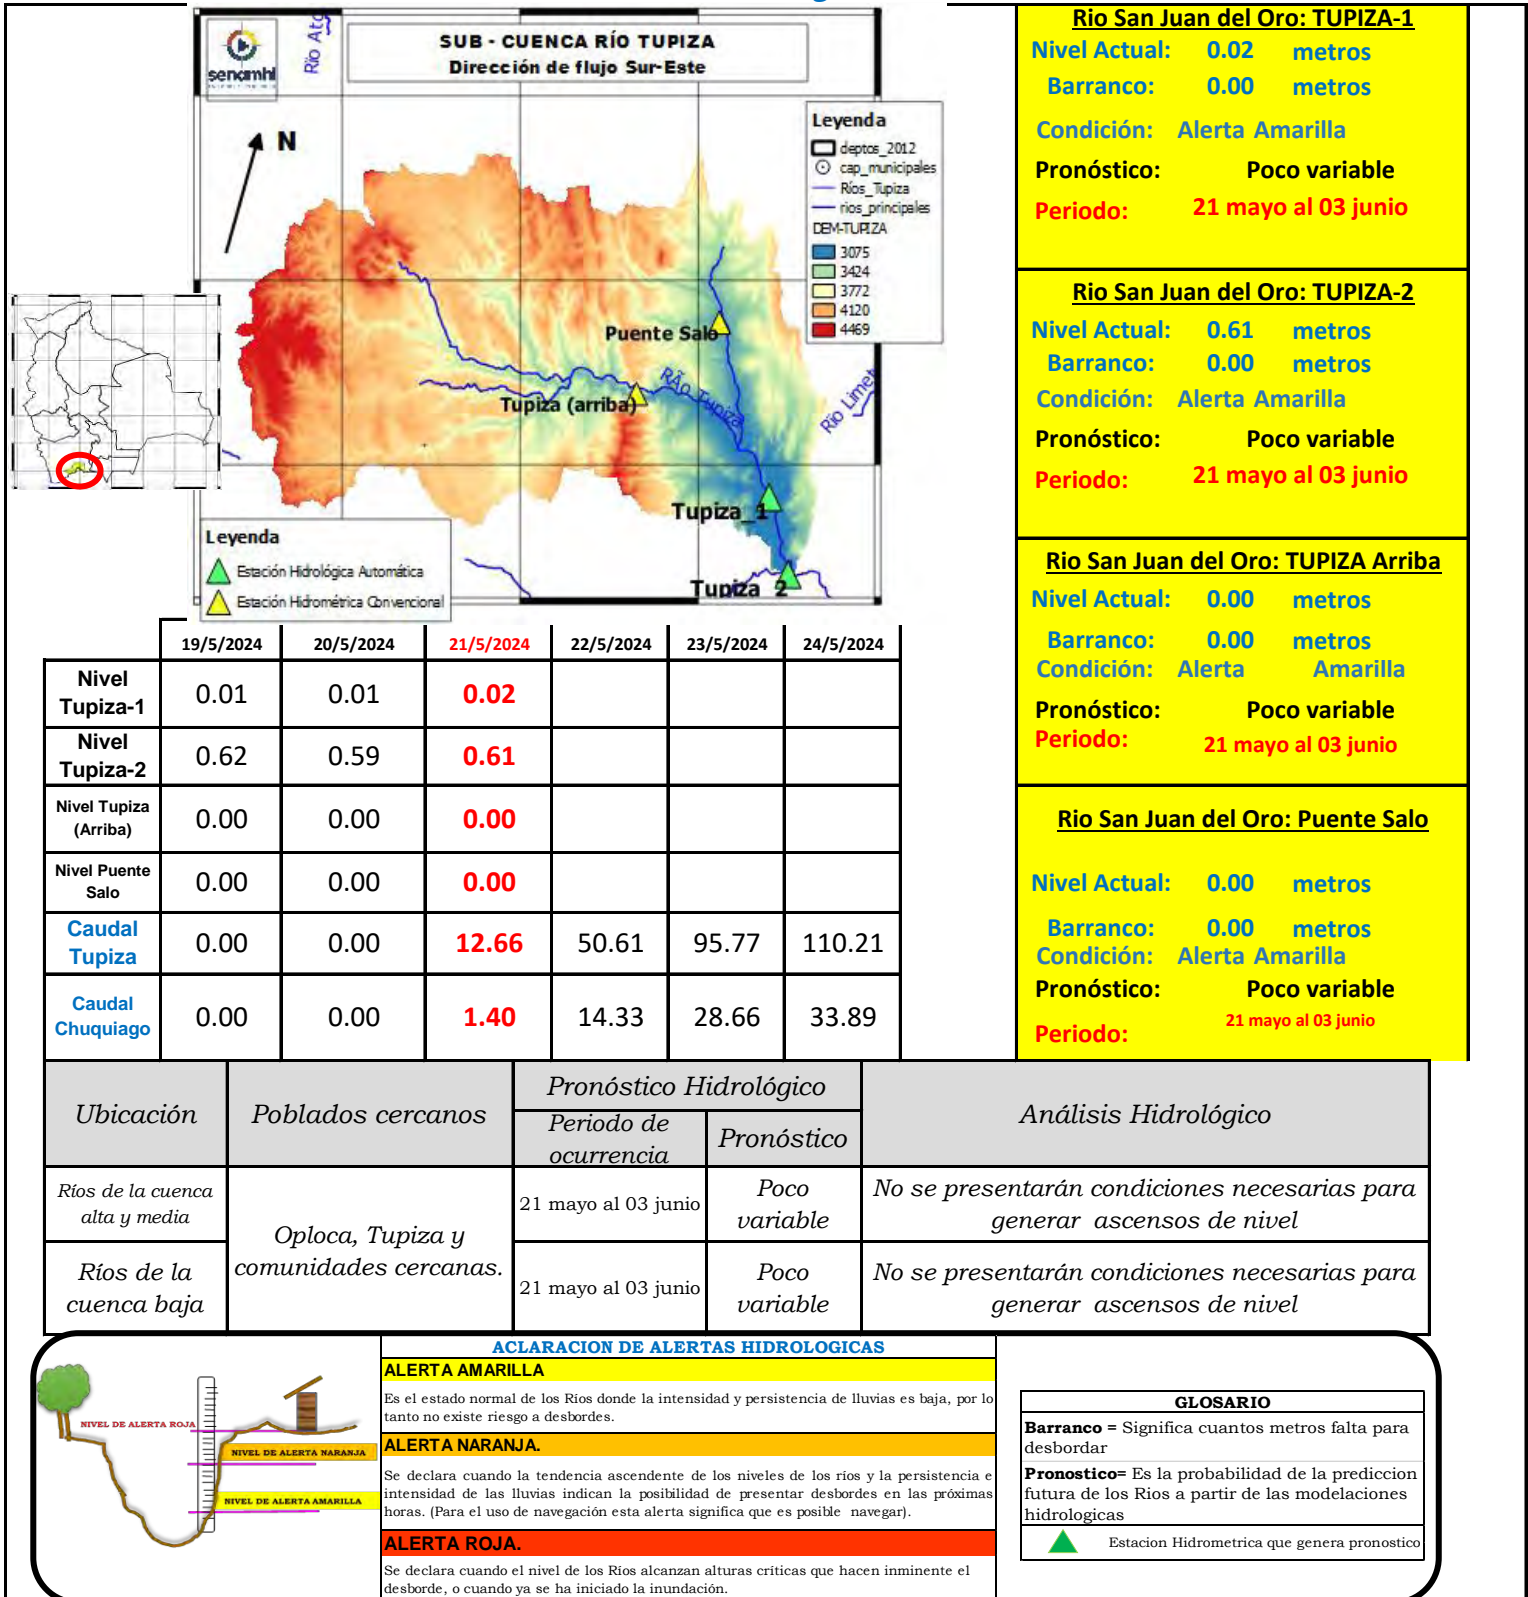 senamhi
Río Ato
SUB - CUENCA RÍO TUPIZA
Dirección de flujo Sur-Este
N
Leyenda
deptos_2012
cap_municipales
Ríos_Tupiza
rios_principales
DEM-TUPIZA
3075
3424
3772
4120
4469
Puente Salo
RÃo Tupiza
Tupiza (arriba)
Rio Limet
Tupiza_1
Tupiza_2
Leyenda
Estación Hidrológica Automática
Estación Hidrométrica Convencional
Rio San Juan del Oro: TUPIZA-1
Nivel Actual: 0.02 metros
Barranco: 0.00 metros
Condición: Alerta Amarilla
Pronóstico: Poco variable
Periodo: 21 mayo al 03 junio
Rio San Juan del Oro: TUPIZA-2
Nivel Actual: 0.61 metros
Barranco: 0.00 metros
Condición: Alerta Amarilla
Pronóstico: Poco variable
Periodo: 21 mayo al 03 junio
Rio San Juan del Oro: TUPIZA Arriba
Nivel Actual: 0.00 metros
Barranco: 0.00 metros
Condición: Alerta Amarilla
Pronóstico: Poco variable
Periodo: 21 mayo al 03 junio
Rio San Juan del Oro: Puente Salo
Nivel Actual: 0.00 metros
Barranco: 0.00 metros
Condición: Alerta Amarilla
Pronóstico: Poco variable
Periodo: 21 mayo al 03 junio
19/5/2024 20/5/2024 21/5/2024 22/5/2024 23/5/2024 24/5/2024
Nivel
Tupiza-1
0.01 0.01 0.02
Nivel
Tupiza-2
0.62 0.59 0.61
Nivel Tupiza
(Arriba)
0.00 0.00 0.00
Nivel Puente
Salo
0.00 0.00 0.00
Caudal
Tupiza
0.00 0.00 12.66 50.61 95.77 110.21
Caudal
Chuquiago
0.00 0.00 1.40 14.33 28.66 33.89
Ubicación
Poblados cercanos
Pronóstico Hidrológico
Periodo de
ocurrencia
Pronóstico
Análisis Hidrológico
Ríos de la cuenca
alta y media
Oploca, Tupiza y
comunidades cercanas.
21 mayo al 03 junio
Poco
variable
No se presentarán condiciones necesarias para
generar ascensos de nivel
Ríos de la
cuenca baja
21 mayo al 03 junio
Poco
variable
No se presentarán condiciones necesarias para
generar ascensos de nivel
NIVEL DE ALERTA ROJA
NIVEL DE ALERTA NARANJA
NIVEL DE ALERTA AMARILLA
ACLARACION DE ALERTAS HIDROLOGICAS
ALERTA AMARILLA
Es el estado normal de los Ríos donde la intensidad y persistencia de lluvias es baja, por lo
tanto no existe riesgo a desbordes.
ALERTA NARANJA.
Se declara cuando la tendencia ascendente de los niveles de los ríos y la persistencia e
intensidad de las lluvias indican la posibilidad de presentar desbordes en las próximas
horas. (Para el uso de navegación esta alerta significa que es posible navegar).
ALERTA ROJA.
Se declara cuando el nivel de los Ríos alcanzan alturas críticas que hacen inminente el
desborde, o cuando ya se ha iniciado la inundación.
GLOSARIO
Barranco = Significa cuantos metros falta para
desbordar
Pronostico= Es la probabilidad de la prediccion
futura de los Rios a partir de las modelaciones
hidrologicas
Estacion Hidrometrica que genera pronostico